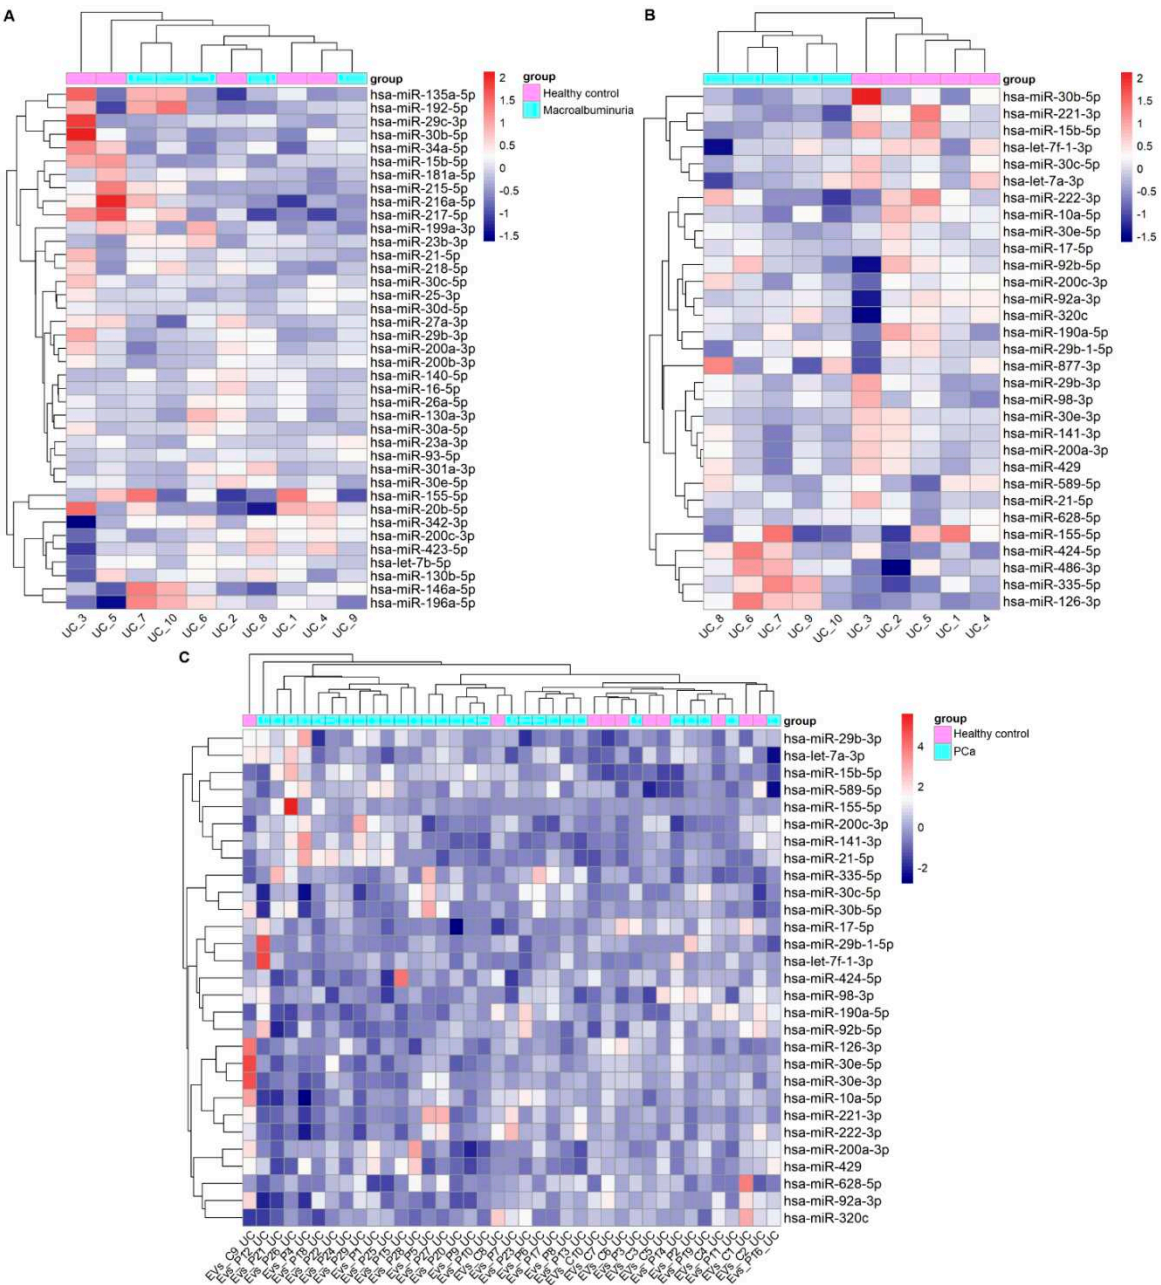 A
group
hsa-miR-135a-5p
hsa-miR-192-5p
hsa-miR-29c-3p
hsa-miR-30b-5p
hsa-miR-34a-5p
hsa-miR-15b-5p
hsa-miR-181a-5p
hsa-miR-215-5p
hsa-miR-216a-5p
hsa-miR-217-5p
hsa-miR-199a-3p
hsa-miR-23b-3p
hsa-miR-21-5p
hsa-miR-218-5p
hsa-miR-30c-5p
hsa-miR-25-3p
hsa-miR-30d-5p
hsa-miR-27a-3p
hsa-miR-29b-3p
hsa-miR-200a-3p
hsa-miR-200b-3p
hsa-miR-140-5p
hsa-miR-16-5p
hsa-miR-26a-5p
hsa-miR-130a-3p
hsa-miR-30a-5p
hsa-miR-23a-3p
hsa-miR-93-5p
hsa-miR-301a-3p
hsa-miR-30e-5p
hsa-miR-155-5p
hsa-miR-20b-5p
hsa-miR-342-3p
hsa-miR-200c-3p
hsa-miR-423-5p
hsa-let-7b-5p
hsa-miR-130b-5p
hsa-miR-146a-5p
hsa-miR-196a-5p
UC_3 UC_5 UC_7 UC_10 UC_6 UC_2 UC_8 UC_1 UC_4 UC_9
2
1.5
1
0.5
0
-0.5
-1
-1.5
group
Healthy control
Macroalbuminuria
B
group
hsa-miR-30b-5p
hsa-miR-221-3p
hsa-miR-15b-5p
hsa-let-7f-1-3p
hsa-miR-30c-5p
hsa-let-7a-3p
hsa-miR-222-3p
hsa-miR-10a-5p
hsa-miR-30e-5p
hsa-miR-17-5p
hsa-miR-92b-5p
hsa-miR-200c-3p
hsa-miR-92a-3p
hsa-miR-320c
hsa-miR-190a-5p
hsa-miR-29b-1-5p
hsa-miR-877-3p
hsa-miR-29b-3p
hsa-miR-98-3p
hsa-miR-30e-3p
hsa-miR-141-3p
hsa-miR-200a-3p
hsa-miR-429
hsa-miR-589-5p
hsa-miR-21-5p
hsa-miR-628-5p
hsa-miR-155-5p
hsa-miR-424-5p
hsa-miR-486-3p
hsa-miR-335-5p
hsa-miR-126-3p
UC_8 UC_6 UC_7 UC_9 UC_10 UC_3 UC_2 UC_5 UC_1 UC_4
2
1.5
1
0.5
0
-0.5
-1
-1.5
C
group
hsa-miR-29b-3p
hsa-let-7a-3p
hsa-miR-15b-5p
hsa-miR-589-5p
hsa-miR-155-5p
hsa-miR-200c-3p
hsa-miR-141-3p
hsa-miR-21-5p
hsa-miR-335-5p
hsa-miR-30c-5p
hsa-miR-30b-5p
hsa-miR-17-5p
hsa-miR-29b-1-5p
hsa-let-7f-1-3p
hsa-miR-424-5p
hsa-miR-98-3p
hsa-miR-190a-5p
hsa-miR-92b-5p
hsa-miR-126-3p
hsa-miR-30e-5p
hsa-miR-30e-3p
hsa-miR-10a-5p
hsa-miR-221-3p
hsa-miR-222-3p
hsa-miR-200a-3p
hsa-miR-429
hsa-miR-628-5p
hsa-miR-92a-3p
hsa-miR-320c
4
2
0
-2
group
Healthy control
PCa